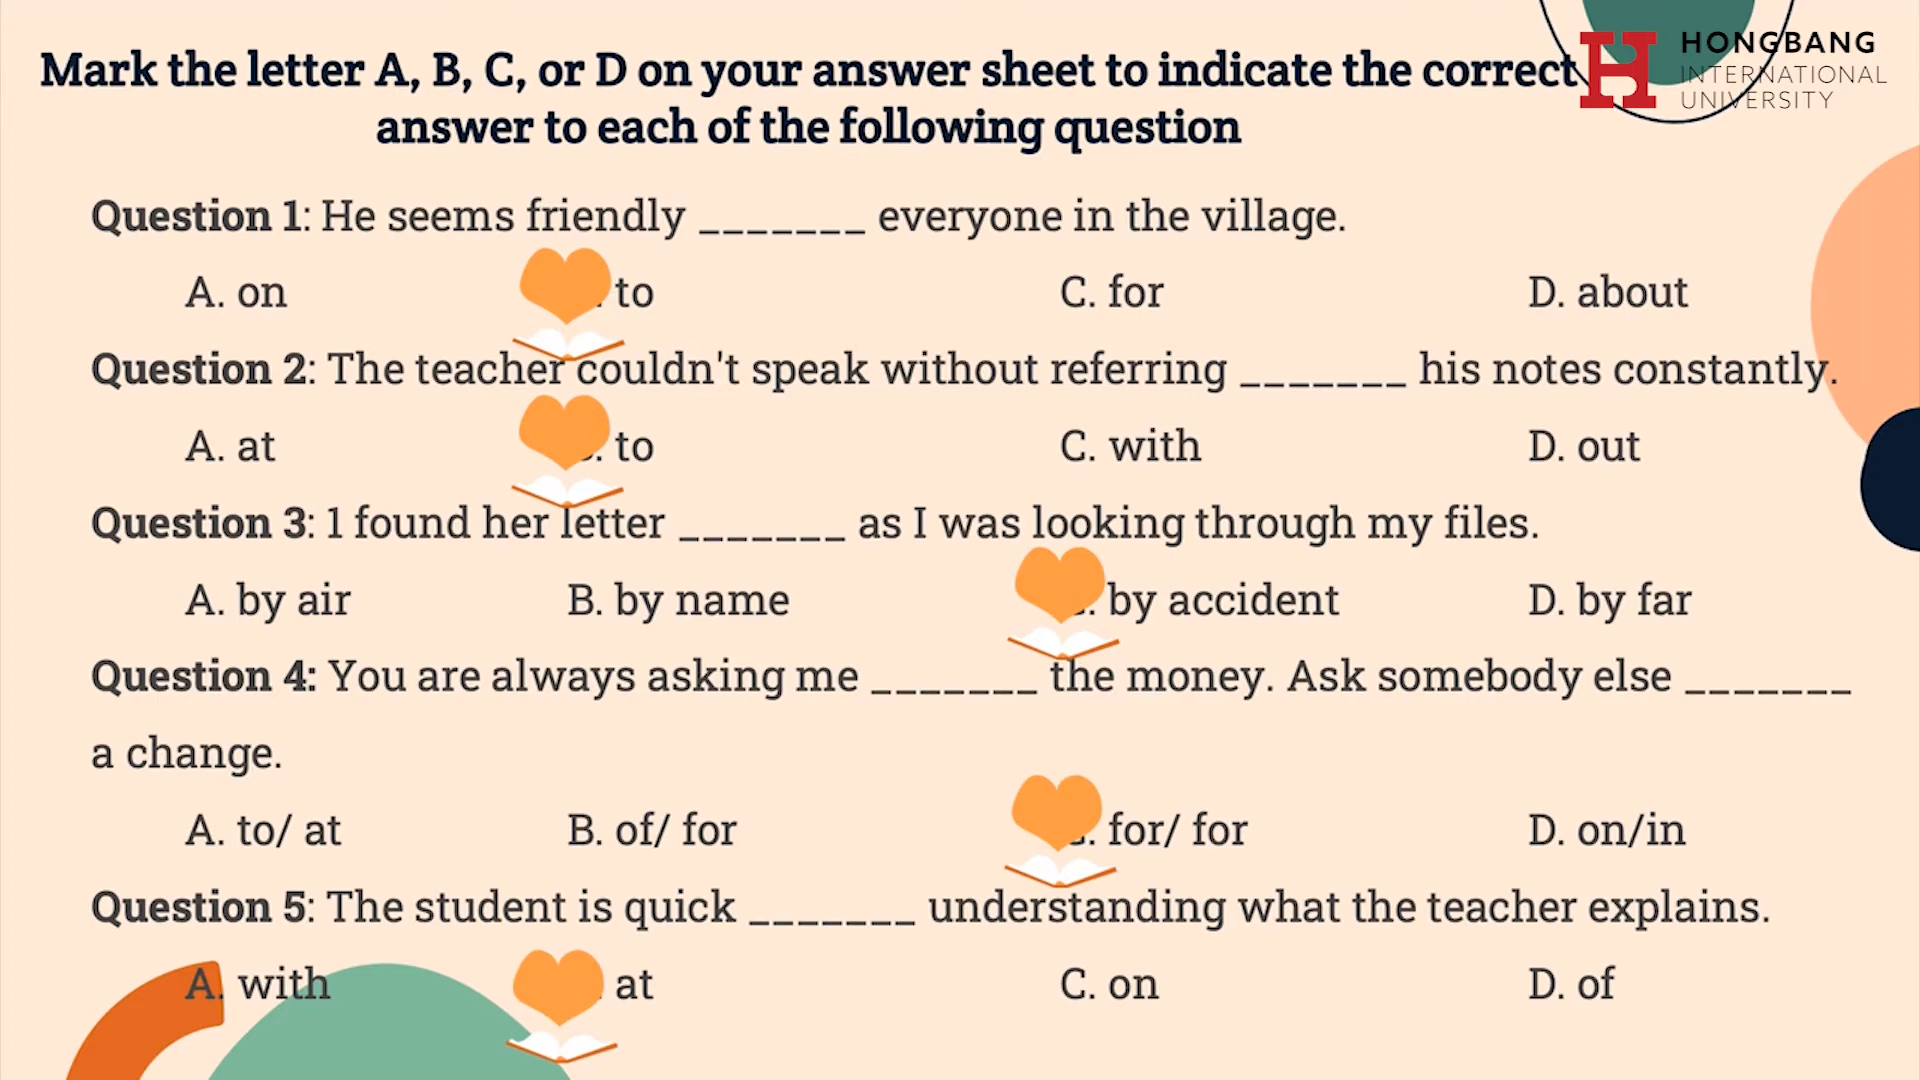 Mark the letter A, B, C, or D on your answer sheet to indicate the correct
answer to each of the following question
HONGBANG
INTERNATIONAL
UNIVERSITY
Question 1: He seems friendly _______ everyone in the village.
A. on to C. for D. about
Question 2: The teacher couldn't speak without referring _______ his notes constantly.
A. at to C. with D. out
Question 3: 1 found her letter _______ as I was looking through my files.
A. by air B. by name by accident D. by far
Question 4: You are always asking me _______ the money. Ask somebody else _______
a change.
A. to/ at B. of/ for for/ for D. on/in
Question 5: The student is quick _______ understanding what the teacher explains.
A. with at C. on D. of